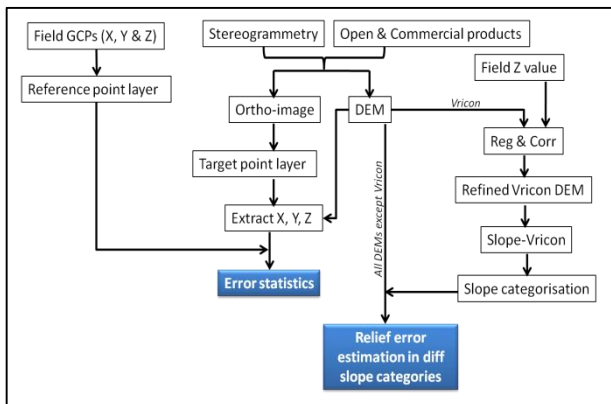 Field GCPs (X, Y & Z)
Stereogrammetry
Open & Commercial products
Field Z value
Reference point layer
Ortho-image
DEM
Vricon
Reg & Corr
Target point layer
Refined Vricon DEM
Extract X, Y, Z
All DEMs except Vricon
Slope-Vricon
Error statistics
Slope categorisation
Relief error
estimation in diff
slope categories